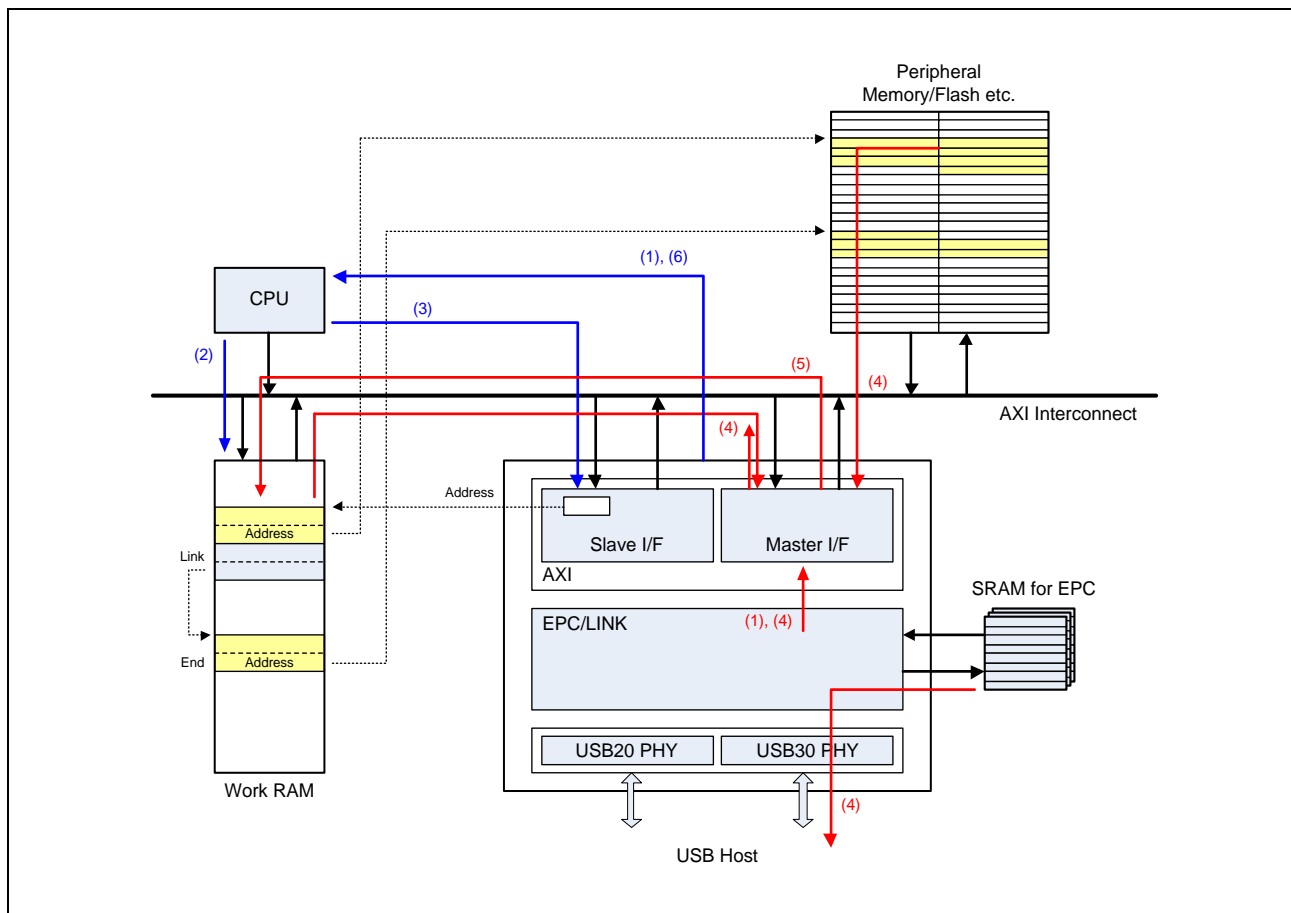 Peripheral
Memory/Flash etc.
(1), (6)
CPU
(3)
(2)
(5)
(4)
AXI Interconnect
(4)
Address
Address
Slave I/F
Master I/F
Link
AXI
SRAM for EPC
(1), (4)
EPC/LINK
End
Address
USB20 PHY
USB30 PHY
Work RAM
(4)
USB Host